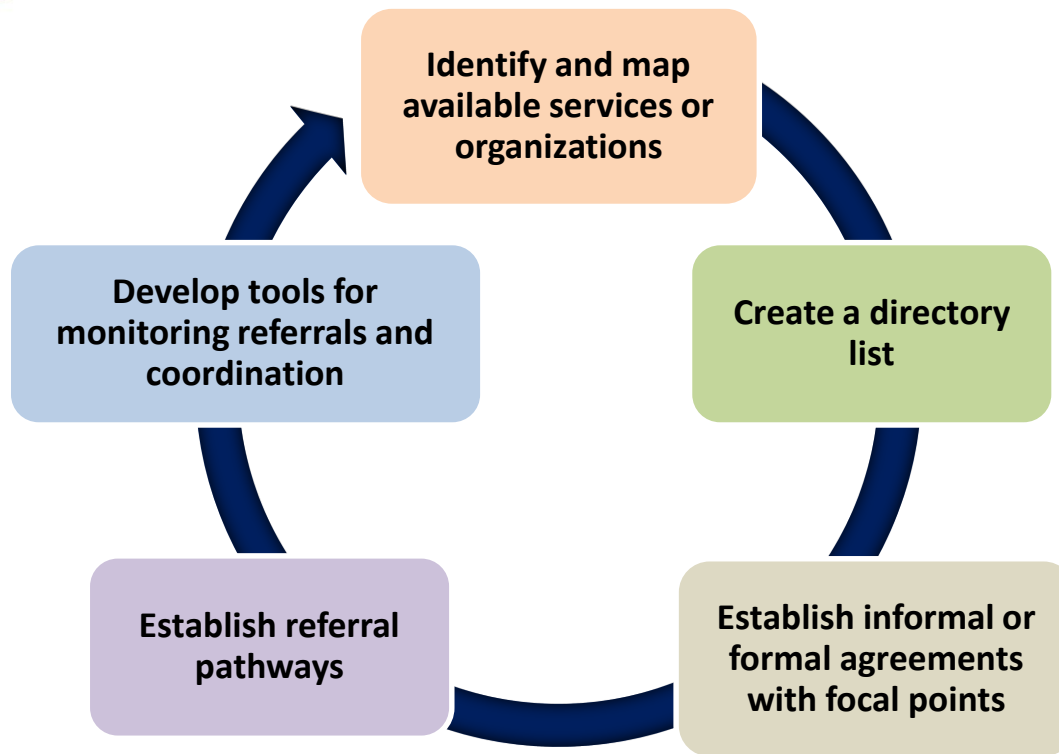 Identify and map
available services or
organizations
Create a directory
list
Establish informal or
formal agreements
with focal points
Establish referral
pathways
Develop tools for
monitoring referrals and
coordination